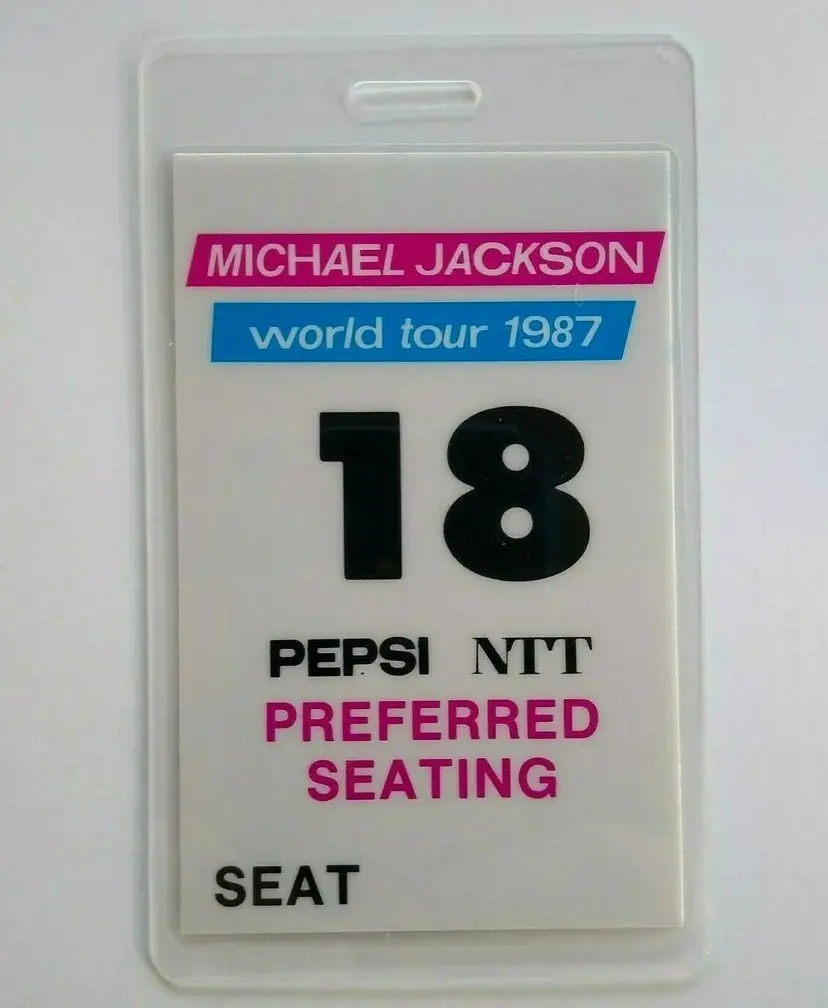 MICHAEL JACKSON
world tour 1987
18
PEPSI NTT
PREFERRED
SEATING
SEAT